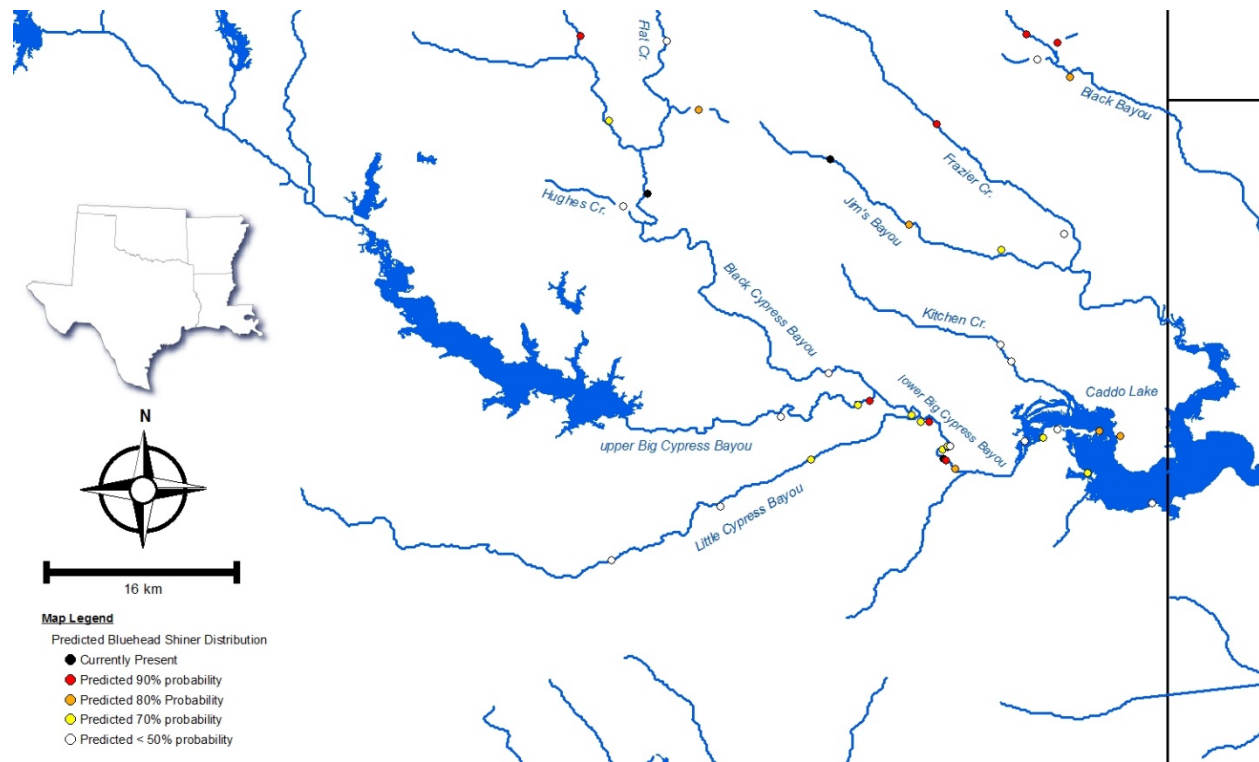 Flat Cr.
Black Bayou
Frazier Cr.
Hughes Cr.
Jim's Bayou
Black Cypress Bayou
Kitchen Cr.
Caddo Lake
lower Big Cypress Bayou
upper Big Cypress Bayou
Little Cypress Bayou
N
16 km
Map Legend
Predicted Bluehead Shiner Distribution
Currently Present
Predicted 90% probability
Predicted 80% Probability
Predicted 70% probability
Predicted < 50% probability